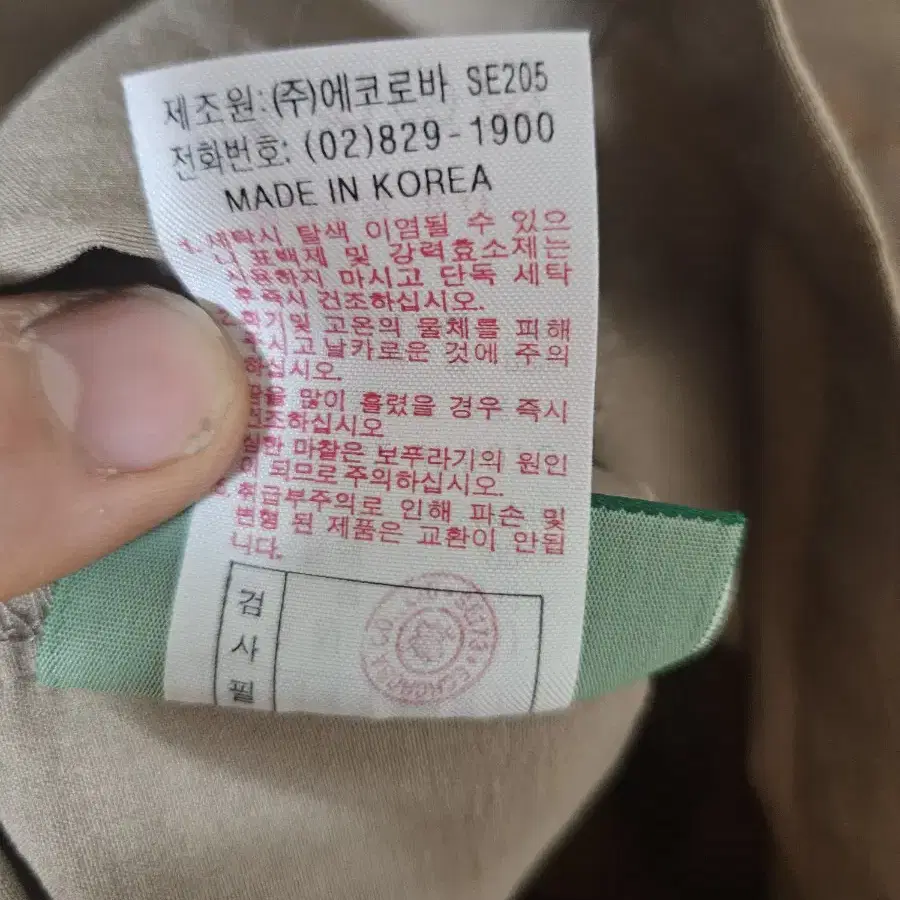 제조원:(주)에코로바 SE205
전화번호: (02)829-1900
MADE IN KOREA
세탁시 탈색 이염될 수 있으
니 표백제 및 강력효소제는
사용하지 마시고 단독 세탁
후 즉시 건조하십시오.
및 고온의 물체를 피해
날카로운 것에 주의
하십시오.
땀을 많이 흘렸을 경우 즉시
건조하십시오
심한 마찰은 보푸라기의 원인
이 되므로 주의하십시오.
취급부주의로 인해 파손 및
변형 된 제품은 교환이 안됩
니다.
검
사
필